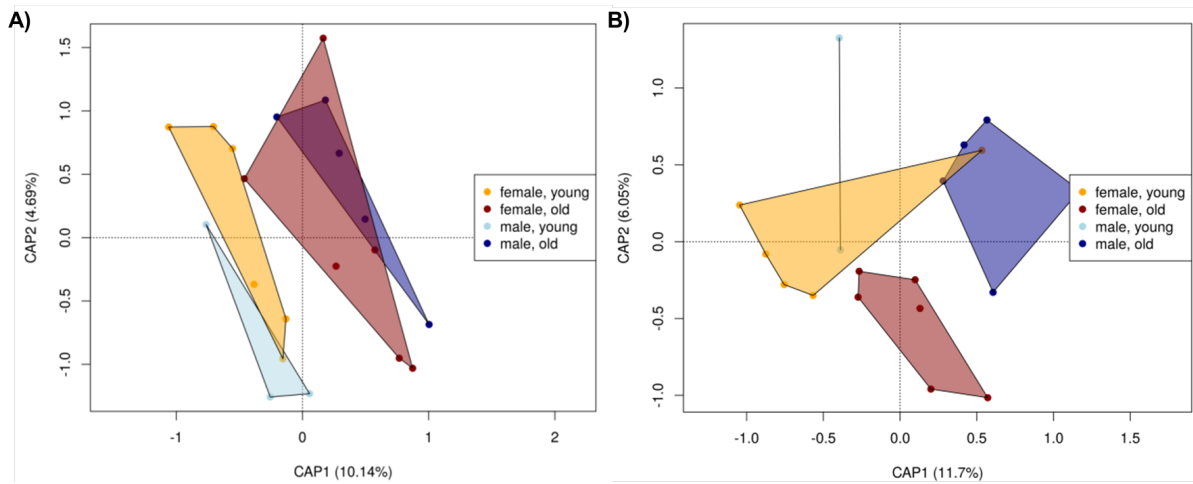 A)
CAP2 (4.69%)
1.5
1.0
0.5
0.0
-0.5
-1.0
-1
0
1
2
CAP1 (10.14%)
female, young
female, old
male, young
male, old
B)
CAP2 (6.05%)
1.0
0.5
0.0
-0.5
-1.0
-1.0
-0.5
0.0
0.5
1.0
1.5
CAP1 (11.7%)
female, young
female, old
male, young
male, old